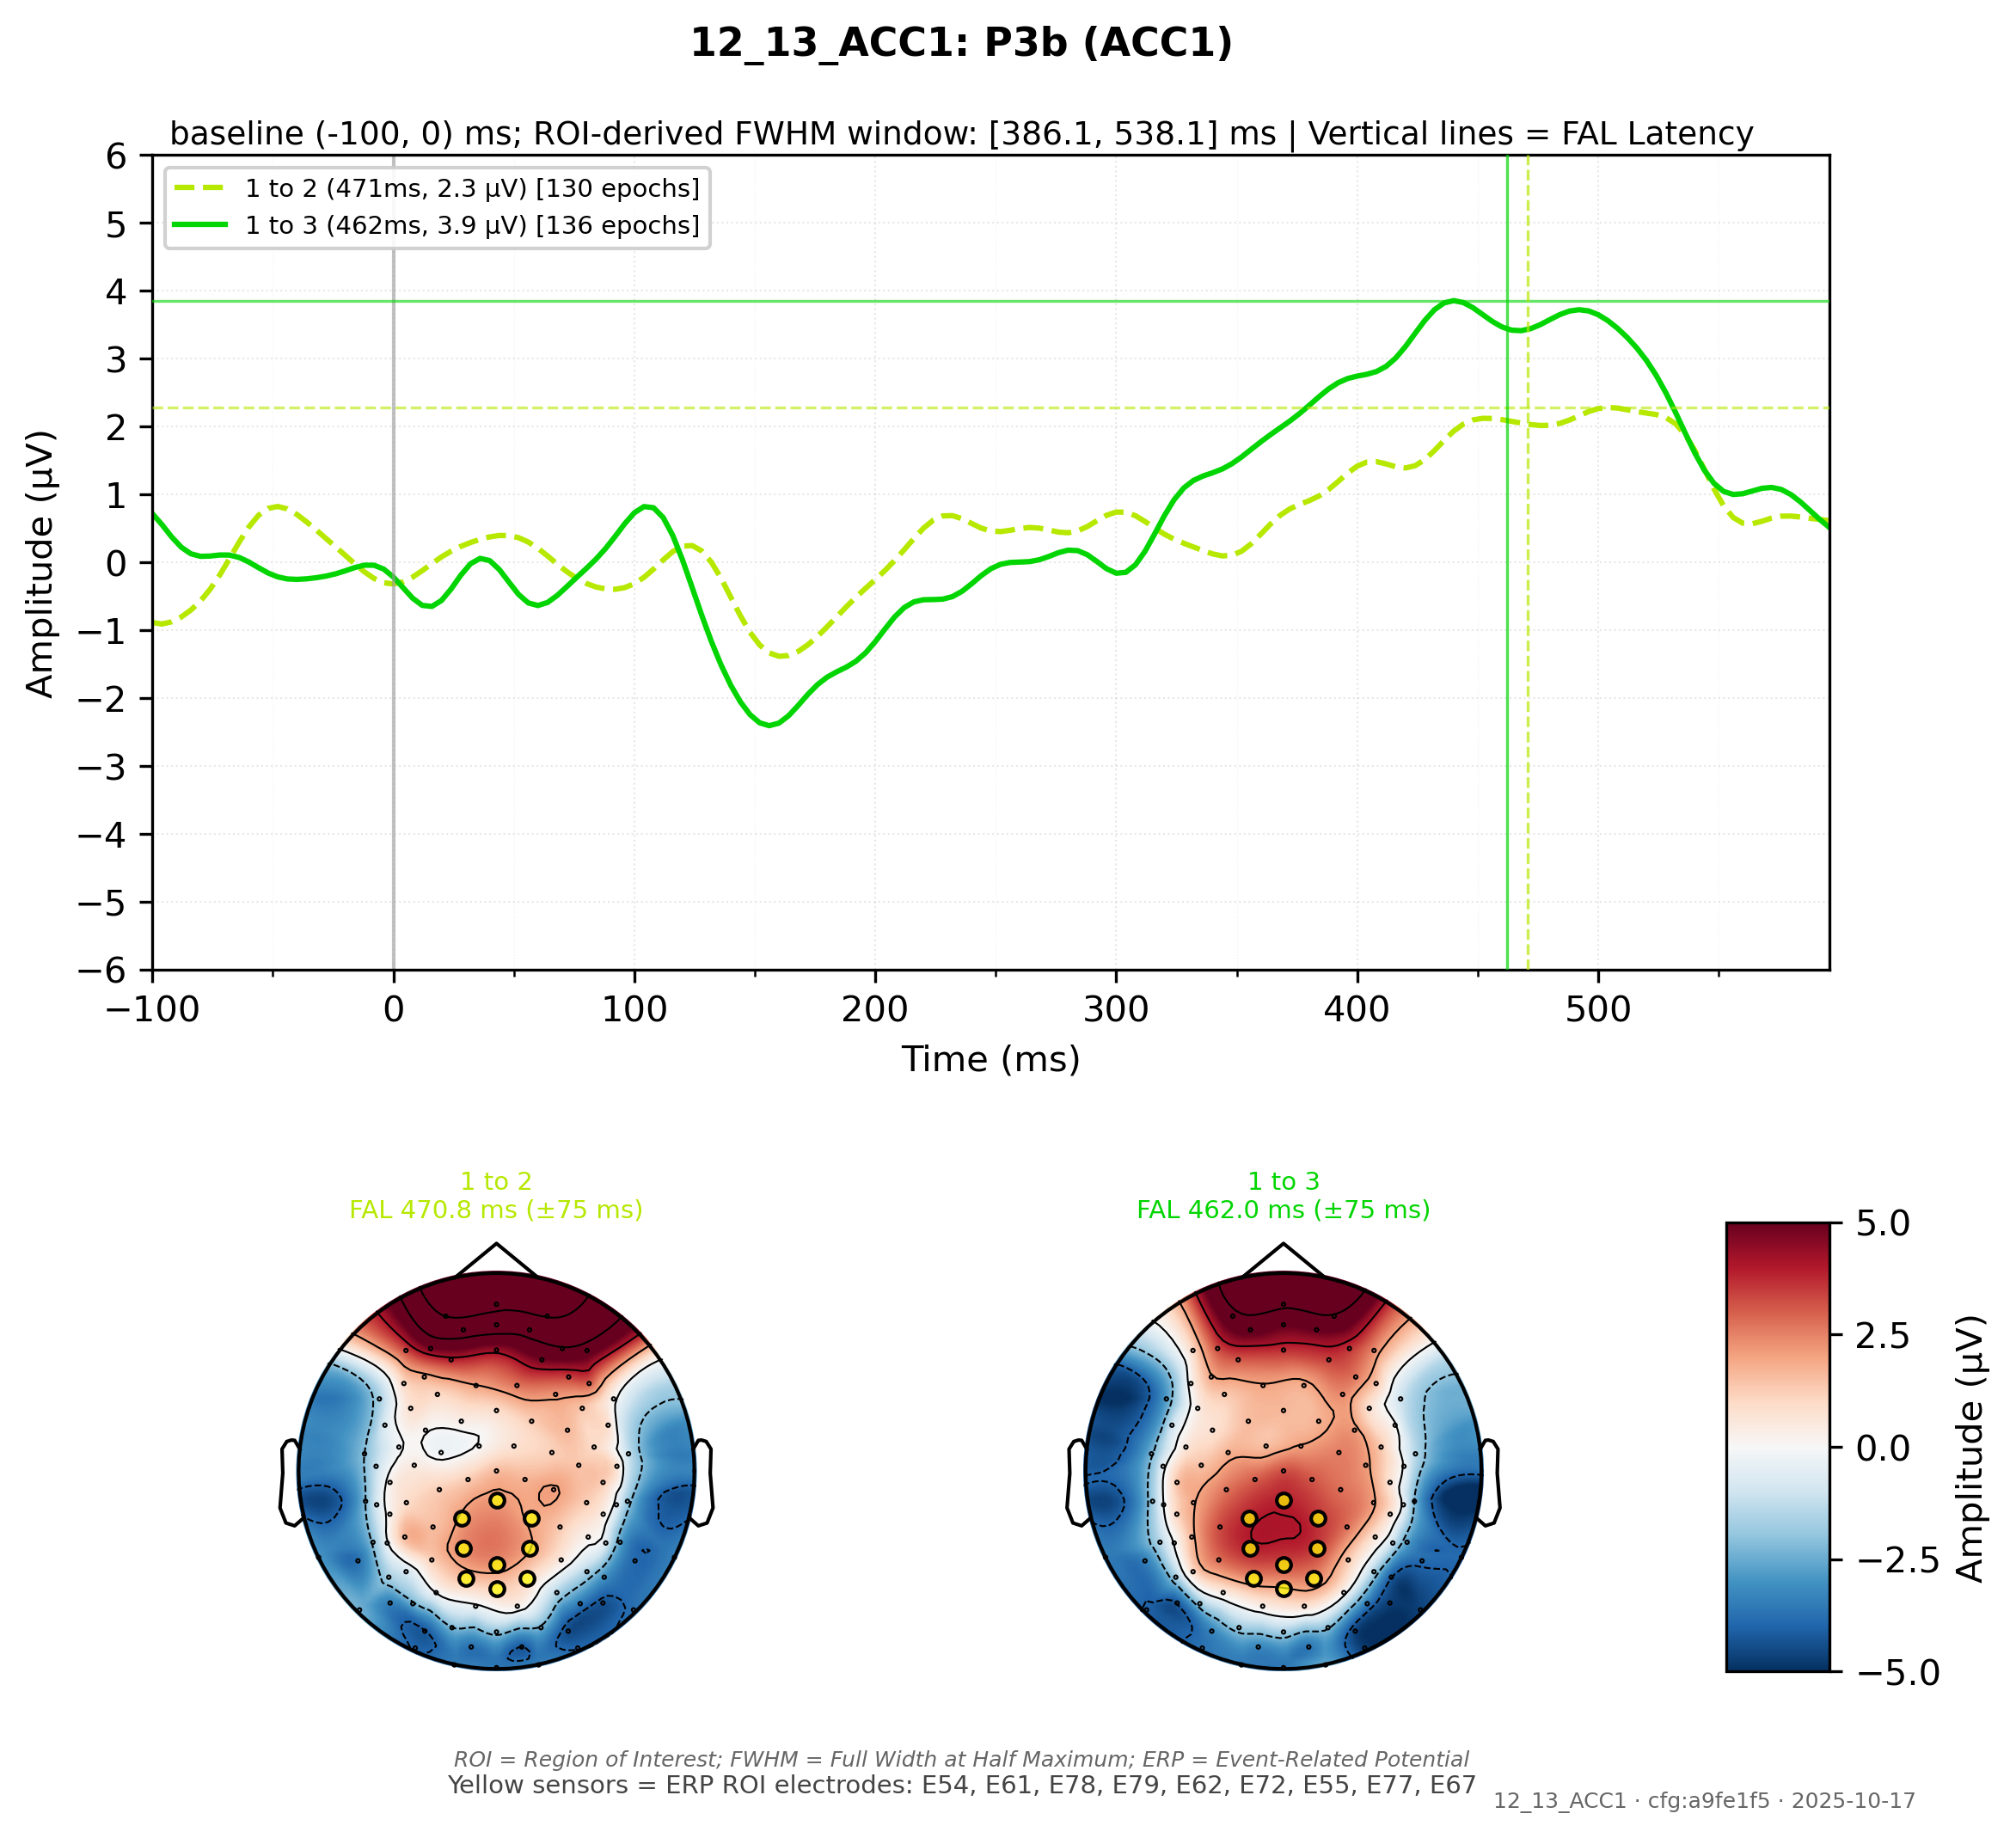 12_13_ACC1: P3b (ACC1)
baseline (-100, 0) ms; ROI-derived FWHM window: [386.1, 538.1] ms | Vertical lines = FAL Latency
1 to 2 (471ms, 2.3 µV) [130 epochs]
1 to 3 (462ms, 3.9 µV) [136 epochs]
6
5
4
3
2
1
0
−1
−2
−3
−4
−5
−6
Amplitude (µV)
−100
0
100
200
300
400
500
Time (ms)
1 to 2
FAL 470.8 ms (±75 ms)
1 to 3
FAL 462.0 ms (±75 ms)
5.0
2.5
0.0
−2.5
−5.0
Amplitude (µV)
ROI = Region of Interest; FWHM = Full Width at Half Maximum; ERP = Event-Related Potential
Yellow sensors = ERP ROI electrodes: E54, E61, E78, E79, E62, E72, E55, E77, E67
12_13_ACC1 · cfg:a9fe1f5 · 2025-10-17